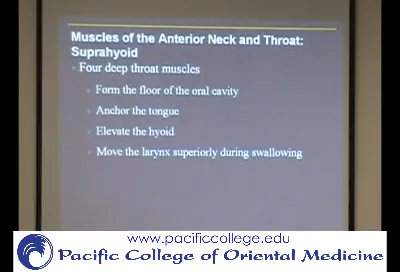 Muscles of the Anterior Neck and Throat:
Suprahyoid
Four deep throat muscles
Form the floor of the oral cavity
Anchor the tongue
Elevate the hyoid
Move the larynx superiorly during swallowing
www.pacificcollege.edu
Pacific College of Oriental Medicine